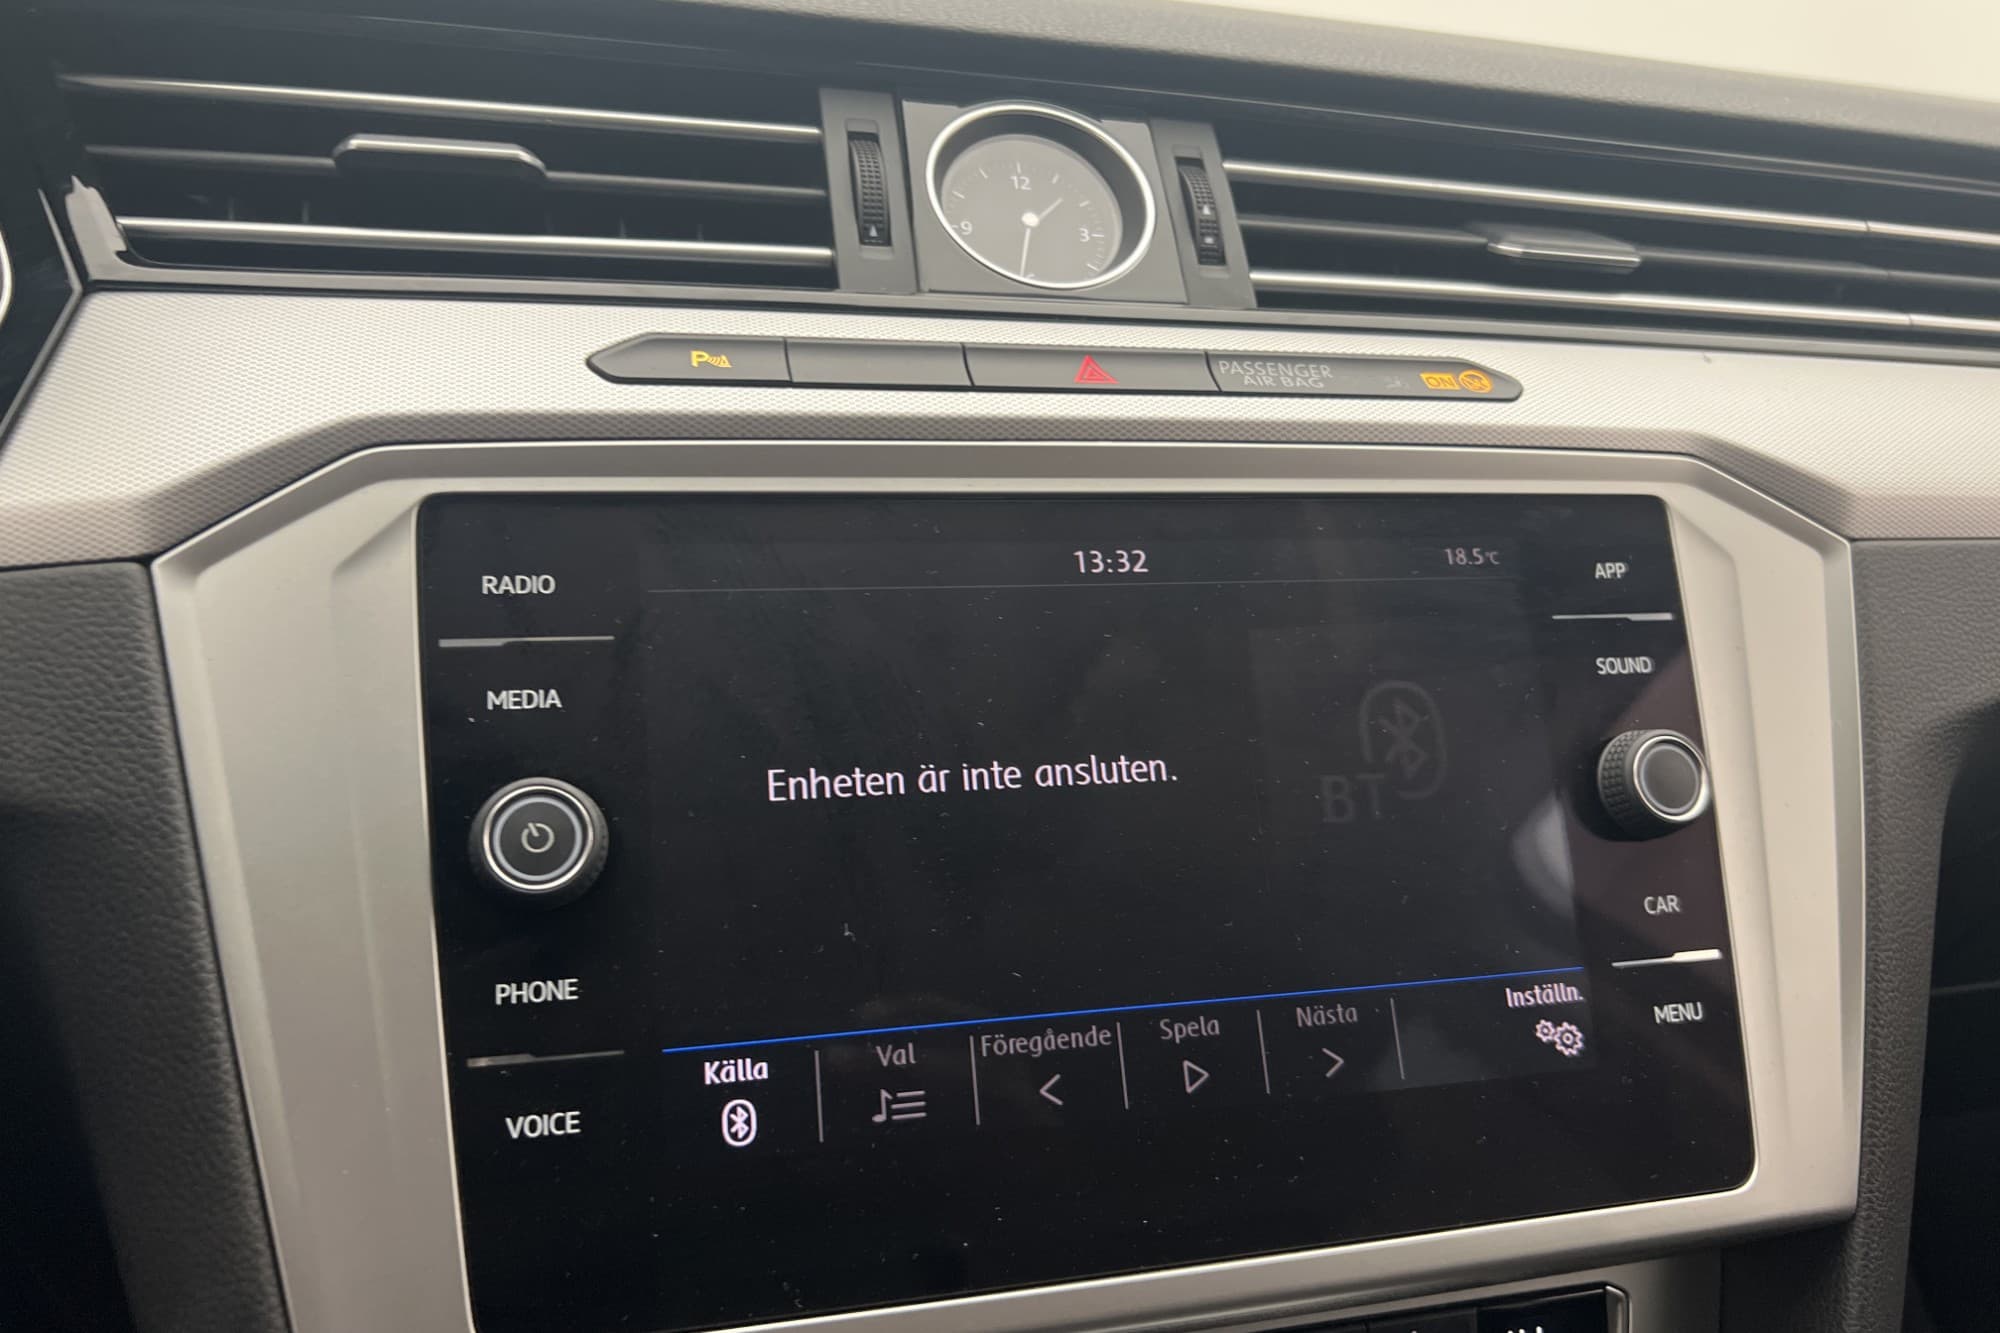 12
9
3
P
PASSENGER
AIR BAG
ON
RADIO
13:32
18.5°C
APP
MEDIA
SOUND
Enheten är inte ansluten.
BT
CAR
PHONE
MENU
VOICE
Källa
Val
Föregående
Spela
Nästa
Inställn.